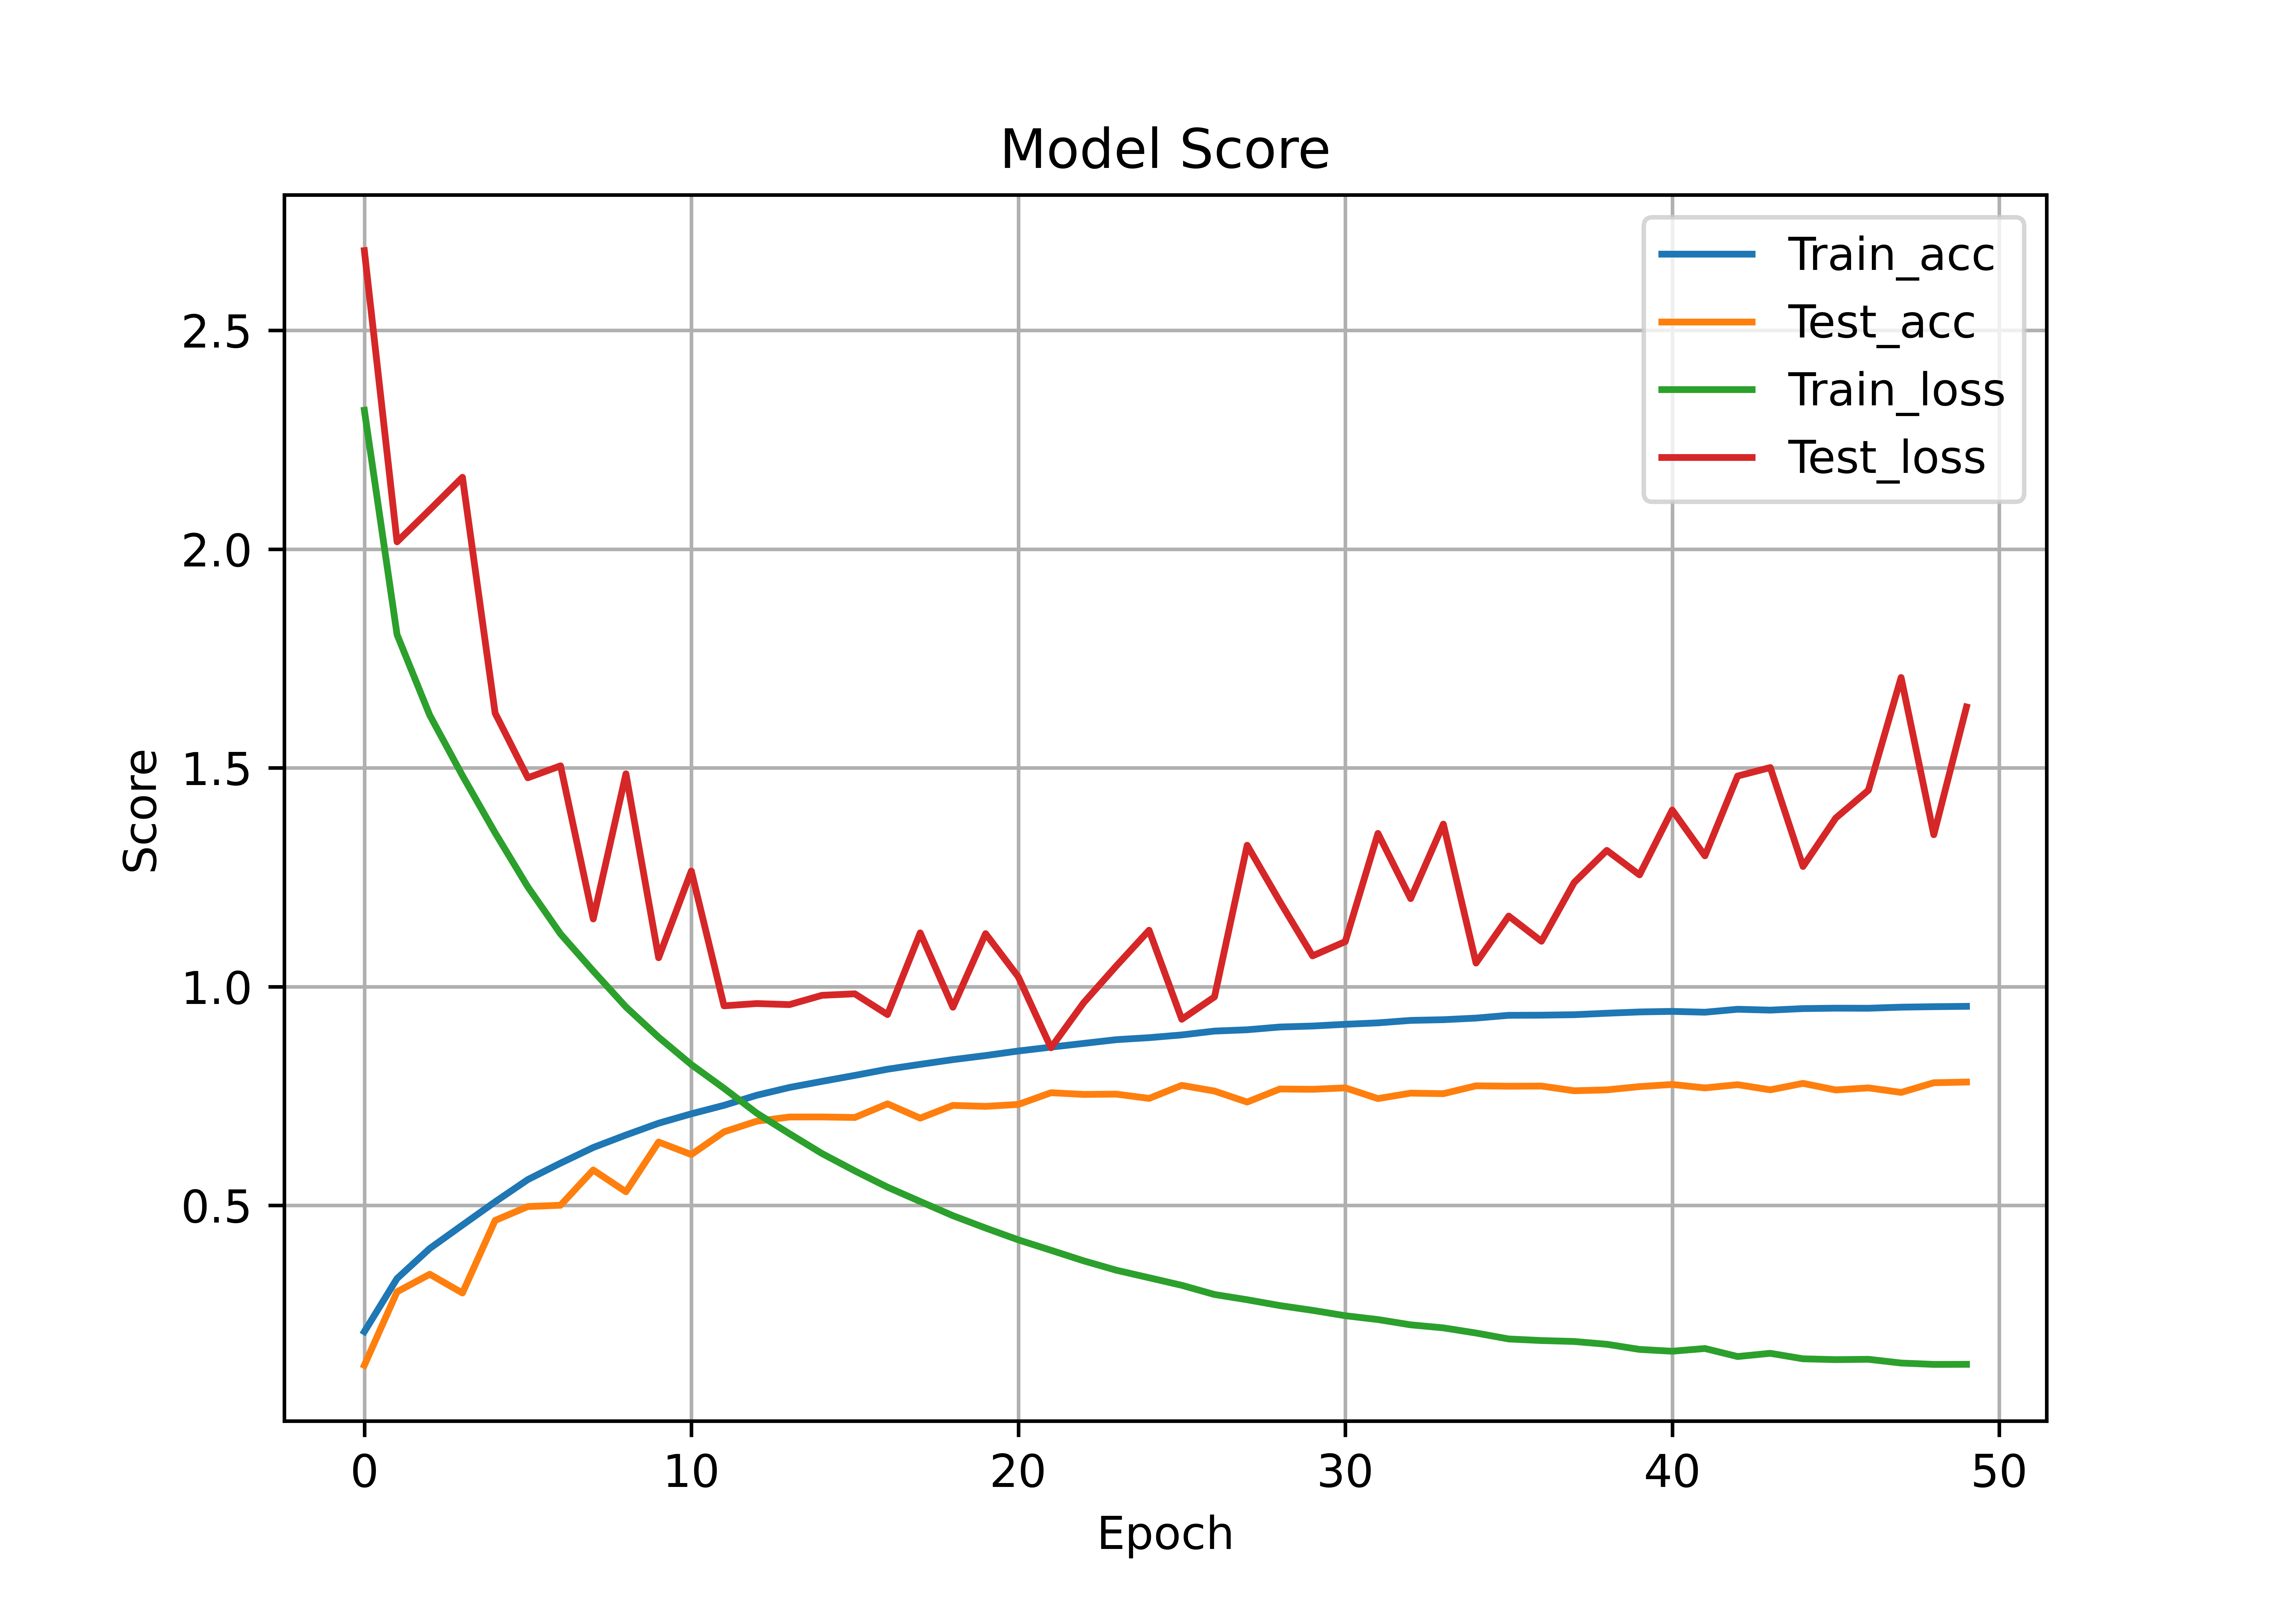 Model Score
Train_acc
Test_acc
Train_loss
Test_loss
2.5
2.0
1.5
1.0
0.5
Score
0 10 20 30 40 50
Epoch